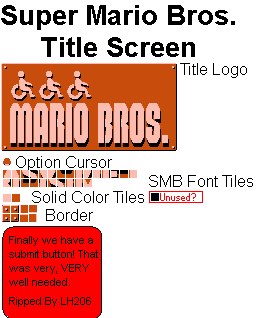 Super Mario Bros.
Title Screen
Title Logo
MARIO BROS.
Option Cursor
SMB Font Tiles
Solid Color Tiles
Unused?
Border
Finally we have a
submit button! That
was very, VERY
well needed.
Ripped By LH206